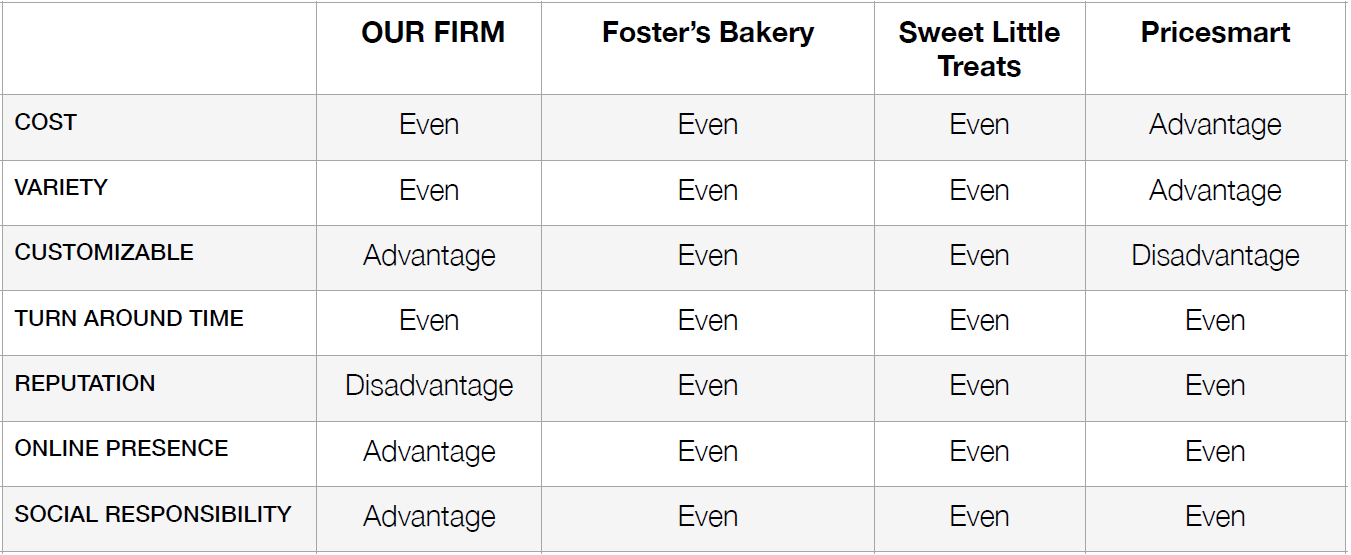 OUR FIRM Foster’s Bakery Sweet Little Treats Pricesmart
COST Even Even Even Advantage
VARIETY Even Even Even Advantage
CUSTOMIZABLE Advantage Even Even Disadvantage
TURN AROUND TIME Even Even Even Even
REPUTATION Disadvantage Even Even Even
ONLINE PRESENCE Advantage Even Even Even
SOCIAL RESPONSIBILITY Advantage Even Even Even